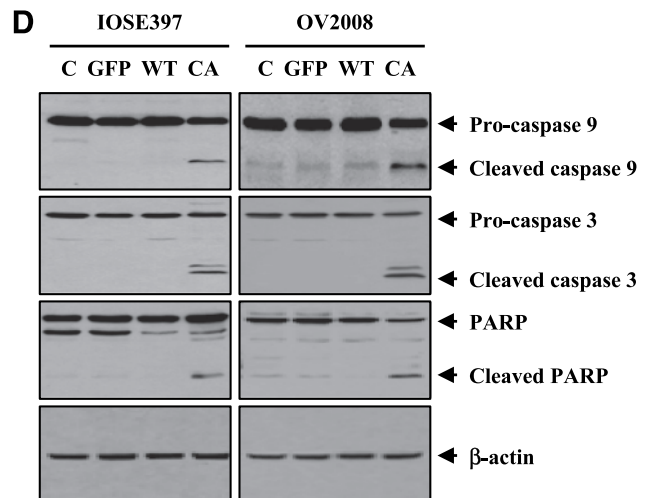 D
IOSE397 OV2008
C GFP WT CA C GFP WT CA
Pro-caspase 9
Cleaved caspase 9
Pro-caspase 3
Cleaved caspase 3
PARP
Cleaved PARP
β-actin